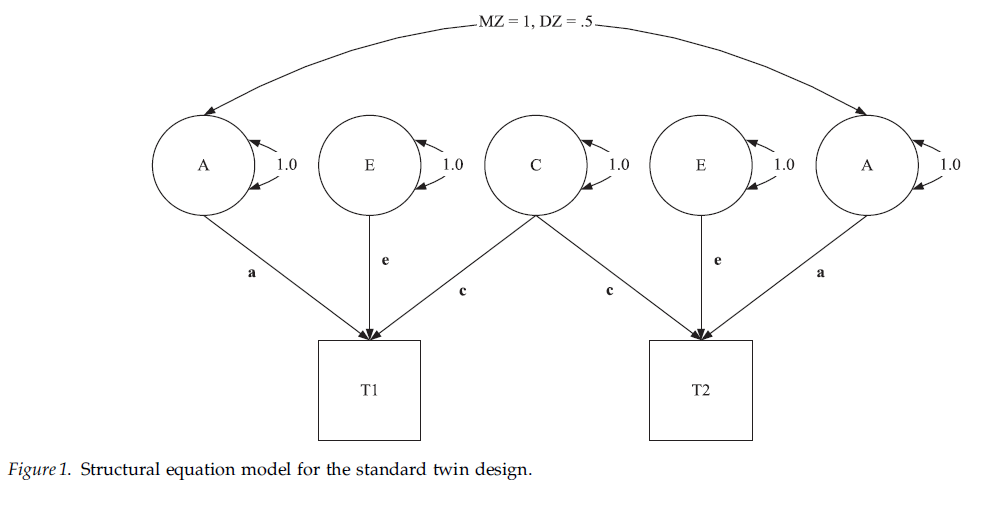 MZ = 1, DZ = .5
A 1.0 E 1.0 C 1.0 E 1.0 A 1.0
a e c c e a
T1 T2
Figure 1. Structural equation model for the standard twin design.